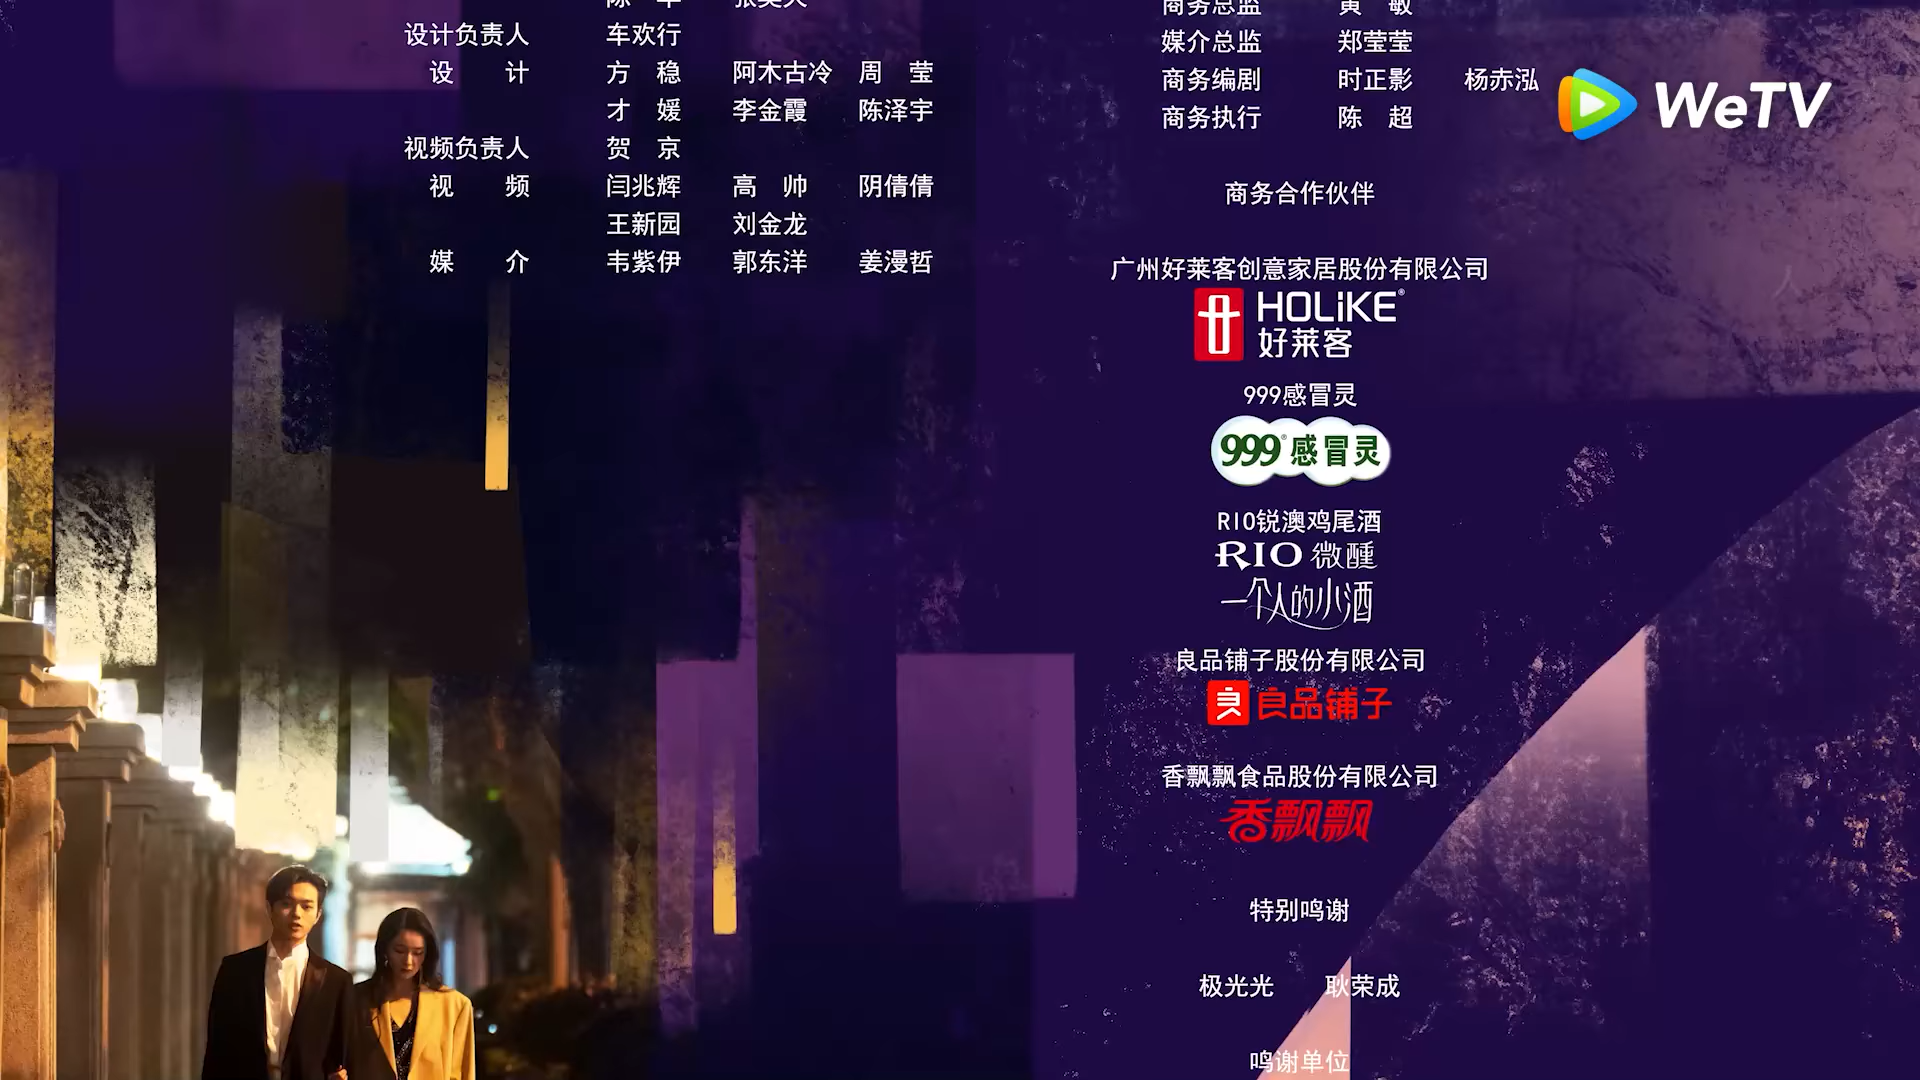 设计负责人 车欢行
设 计 方 稳 阿木古冷 周 莹
才 媛 李金霞 陈泽宇
视频负责人 贺 京
视 频 闫兆辉 高 帅 阴倩倩
王新园 刘金龙
媒 介 韦紫伊 郭东洋 姜漫哲
商务总监 黄 敏
媒介总监 郑莹莹
商务编剧 时正影 杨赤泓
商务执行 陈 超
WeTV
商务合作伙伴
广州好莱客创意家居股份有限公司
HOLiKE®
好莱客
999感冒灵
999®感冒灵
RIO锐澳鸡尾酒
RIO 微醺
一个人的小酒
良品铺子股份有限公司
良 良品铺子
香飘飘食品股份有限公司
香飘飘
特别鸣谢
极光光 耿荣成
鸣谢单位